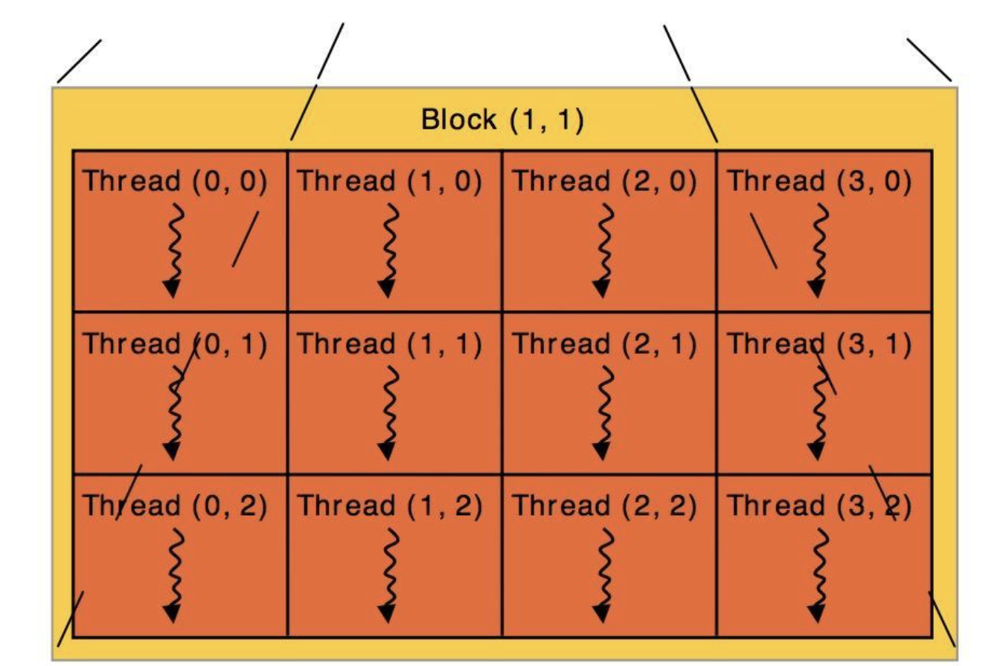 Block (1, 1)
Thread (0, 0) Thread (1, 0) Thread (2, 0) Thread (3, 0)
Thread (0, 1) Thread (1, 1) Thread (2, 1) Thread (3, 1)
Thread (0, 2) Thread (1, 2) Thread (2, 2) Thread (3, 2)